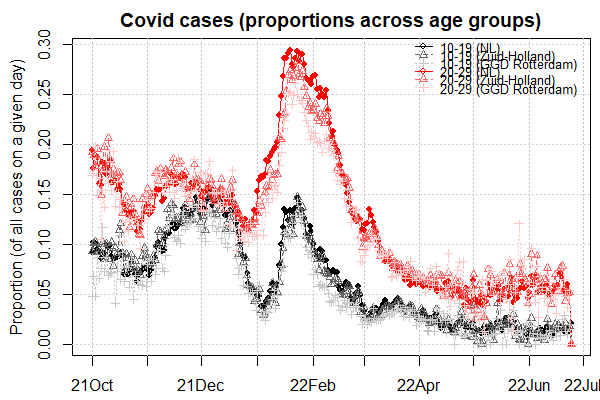 Covid cases (proportions across age groups)
Proportion (of all cases on a given day)
0.30
0.25
0.20
0.15
0.10
0.05
0.00
10-19 (NL)
10-19 (Zuid-Holland)
10-19 (GGD Rotterdam)
20-29 (NL)
20-29 (Zuid-Holland)
20-29 (GGD Rotterdam)
21Oct 21Dec 22Feb 22Apr 22Jun 22Jul